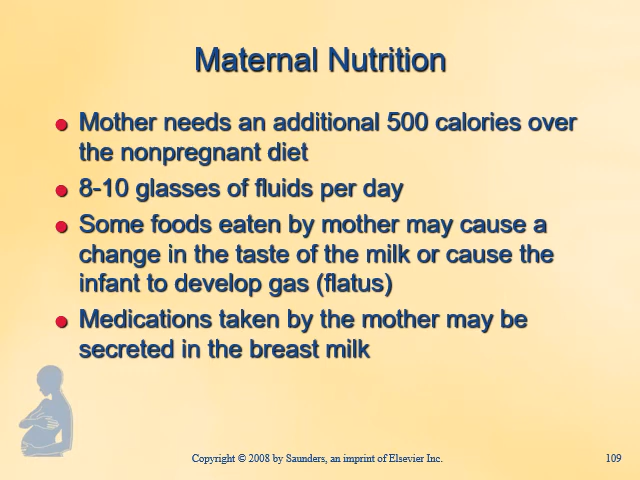 Maternal Nutrition
Mother needs an additional 500 calories over
the nonpregnant diet
8-10 glasses of fluids per day
Some foods eaten by mother may cause a
change in the taste of the milk or cause the
infant to develop gas (flatus)
Medications taken by the mother may be
secreted in the breast milk
Copyright © 2008 by Saunders, an imprint of Elsevier Inc.
109